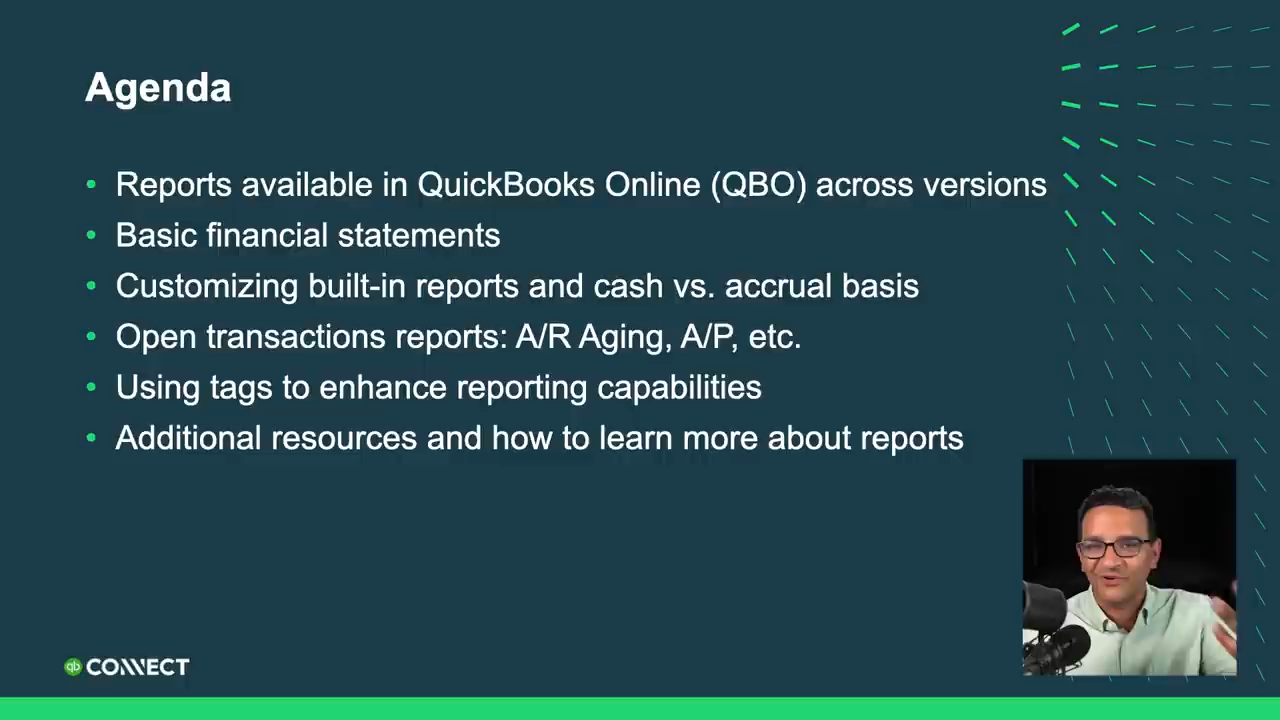 Agenda
• Reports available in QuickBooks Online (QBO) across versions
• Basic financial statements
• Customizing built-in reports and cash vs. accrual basis
• Open transactions reports: A/R Aging, A/P, etc.
• Using tags to enhance reporting capabilities
• Additional resources and how to learn more about reports
qb CONNECT